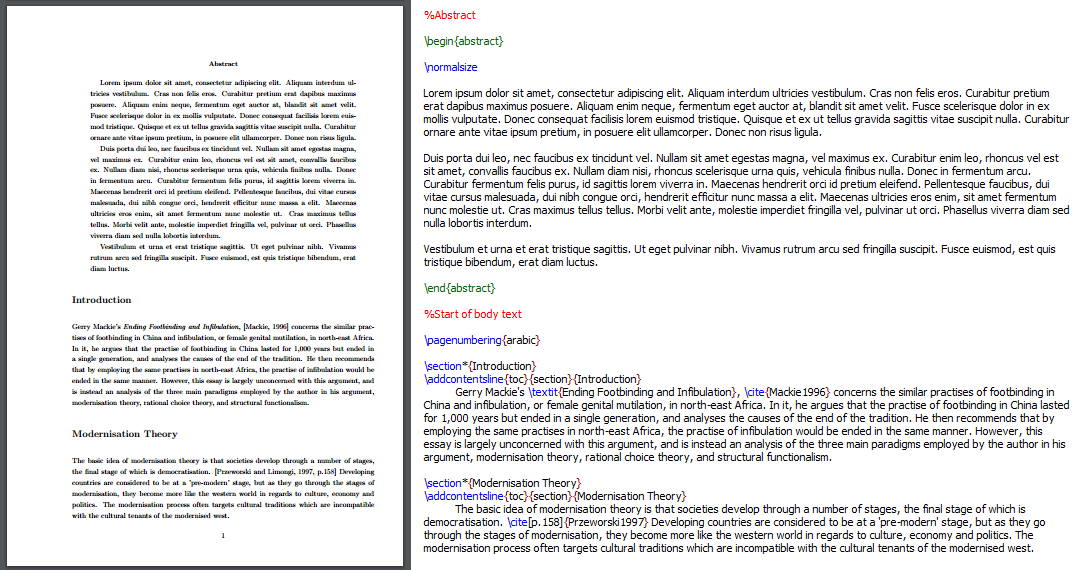 Abstract
Lorem ipsum dolor sit amet, consectetur adipiscing elit. Aliquam interdum ul-
tricies vestibulum. Cras non felis eros. Curabitur pretium erat dapibus maximus
posuere. Aliquam enim neque, fermentum eget auctor at, blandit sit amet velit.
Fusce scelerisque dolor in ex mollis vulputate. Donec consequat facilisis lorem euis-
mod tristique. Quisque et ex ut tellus gravida sagittis vitae suscipit nulla. Curabitur
ornare ante vitae ipsum pretium, in posuere elit ullamcorper. Donec non risus ligula.
Duis porta dui leo, nec faucibus ex tincidunt vel. Nullam sit amet egestas magna,
vel maximus ex. Curabitur enim leo, rhoncus vel est sit amet, convallis faucibus
ex. Nullam diam nisi, rhoncus scelerisque urna quis, vehicula finibus nulla. Donec
in fermentum arcu. Curabitur fermentum felis purus, id sagittis lorem viverra in.
Maecenas hendrerit orci id pretium eleifend. Pellentesque faucibus, dui vitae cursus
malesuada, dui nibh congue orci, hendrerit efficitur nunc massa a elit. Maecenas
ultricies eros enim, sit amet fermentum nunc molestie ut. Cras maximus tellus
tellus. Morbi velit ante, molestie imperdiet fringilla vel, pulvinar ut orci. Phasellus
viverra diam sed nulla lobortis interdum.
Vestibulum et urna et erat tristique sagittis. Ut eget pulvinar nibh. Vivamus
rutrum arcu sed fringilla suscipit. Fusce euismod, est quis tristique bibendum, erat
diam luctus.
Introduction
Gerry Mackie's Ending Footbinding and Infibulation, [Mackie, 1996] concerns the similar prac-
tises of footbinding in China and infibulation, or female genital mutilation, in north-east Africa.
In it, he argues that the practise of footbinding in China lasted for 1,000 years but ended in
a single generation, and analyses the causes of the end of the tradition. He then recommends
that by employing the same practises in north-east Africa, the practise of infibulation would be
ended in the same manner. However, this essay is largely unconcerned with this argument, and
is instead an analysis of the three main paradigms employed by the author in his argument,
modernisation theory, rational choice theory, and structural functionalism.
Modernisation Theory
The basic idea of modernisation theory is that societies develop through a number of stages,
the final stage of which is democratisation. [Przeworski and Limongi, 1997, p.158] Developing
countries are considered to be at a 'pre-modern' stage, but as they go through the stages of
modernisation, they become more like the western world in regards to culture, economy and
politics. The modernisation process often targets cultural traditions which are incompatible
with the cultural tenants of the modernised west.
1
%Abstract
\begin{abstract}
\normalsize
Lorem ipsum dolor sit amet, consectetur adipiscing elit. Aliquam interdum ultricies vestibulum. Cras non felis eros. Curabitur pretium
erat dapibus maximus posuere. Aliquam enim neque, fermentum eget auctor at, blandit sit amet velit. Fusce scelerisque dolor in ex
mollis vulputate. Donec consequat facilisis lorem euismod tristique. Quisque et ex ut tellus gravida sagittis vitae suscipit nulla. Curabitur
ornare ante vitae ipsum pretium, in posuere elit ullamcorper. Donec non risus ligula.
Duis porta dui leo, nec faucibus ex tincidunt vel. Nullam sit amet egestas magna, vel maximus ex. Curabitur enim leo, rhoncus vel est
sit amet, convallis faucibus ex. Nullam diam nisi, rhoncus scelerisque urna quis, vehicula finibus nulla. Donec in fermentum arcu.
Curabitur fermentum felis purus, id sagittis lorem viverra in. Maecenas hendrerit orci id pretium eleifend. Pellentesque faucibus, dui
vitae cursus malesuada, dui nibh congue orci, hendrerit efficitur nunc massa a elit. Maecenas ultricies eros enim, sit amet fermentum
nunc molestie ut. Cras maximus tellus tellus. Morbi velit ante, molestie imperdiet fringilla vel, pulvinar ut orci. Phasellus viverra diam sed
nulla lobortis interdum.
Vestibulum et urna et erat tristique sagittis. Ut eget pulvinar nibh. Vivamus rutrum arcu sed fringilla suscipit. Fusce euismod, est quis
tristique bibendum, erat diam luctus.
\end{abstract}
%Start of body text
\pagenumbering{arabic}
\section*{Introduction}
\addcontentsline{toc}{section}{Introduction}
Gerry Mackie's \textit{Ending Footbinding and Infibulation}, \cite{Mackie1996} concerns the similar practises of footbinding in
China and infibulation, or female genital mutilation, in north-east Africa. In it, he argues that the practise of footbinding in China lasted
for 1,000 years but ended in a single generation, and analyses the causes of the end of the tradition. He then recommends that by
employing the same practises in north-east Africa, the practise of infibulation would be ended in the same manner. However, this
essay is largely unconcerned with this argument, and is instead an analysis of the three main paradigms employed by the author in his
argument, modernisation theory, rational choice theory, and structural functionalism.
\section*{Modernisation Theory}
\addcontentsline{toc}{section}{Modernisation Theory}
The basic idea of modernisation theory is that societies develop through a number of stages, the final stage of which is
democratisation. \cite[p.158]{Przeworski1997} Developing countries are considered to be at a 'pre-modern' stage, but as they go
through the stages of modernisation, they become more like the western world in regards to culture, economy and politics. The
modernisation process often targets cultural traditions which are incompatible with the cultural tenants of the modernised west.